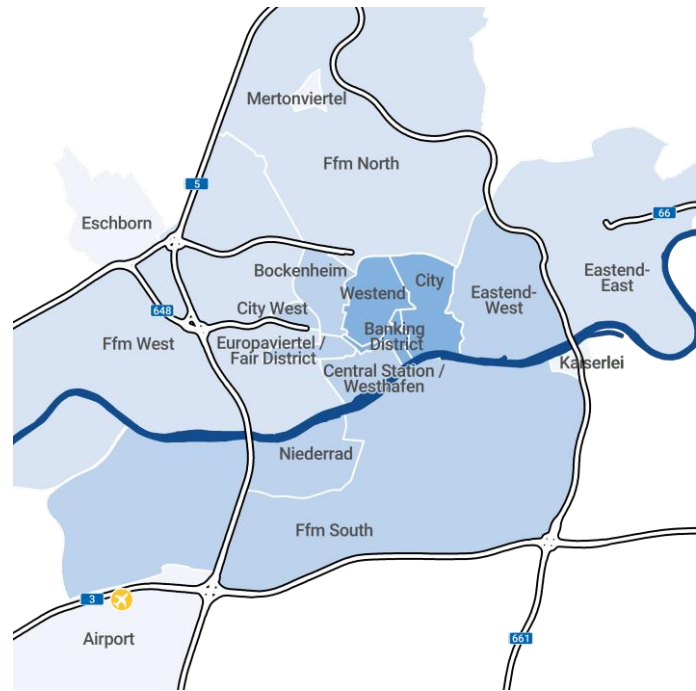 Mertonviertel
Ffm North
5
66
Eschborn
Bockenheim
City
Eastend-
East
Westend
Eastend-
West
City West
648
Banking
District
Ffm West
Europaviertel /
Fair District
Kaiserlei
Central Station /
Westhafen
Niederrad
Ffm South
3
Airport
661